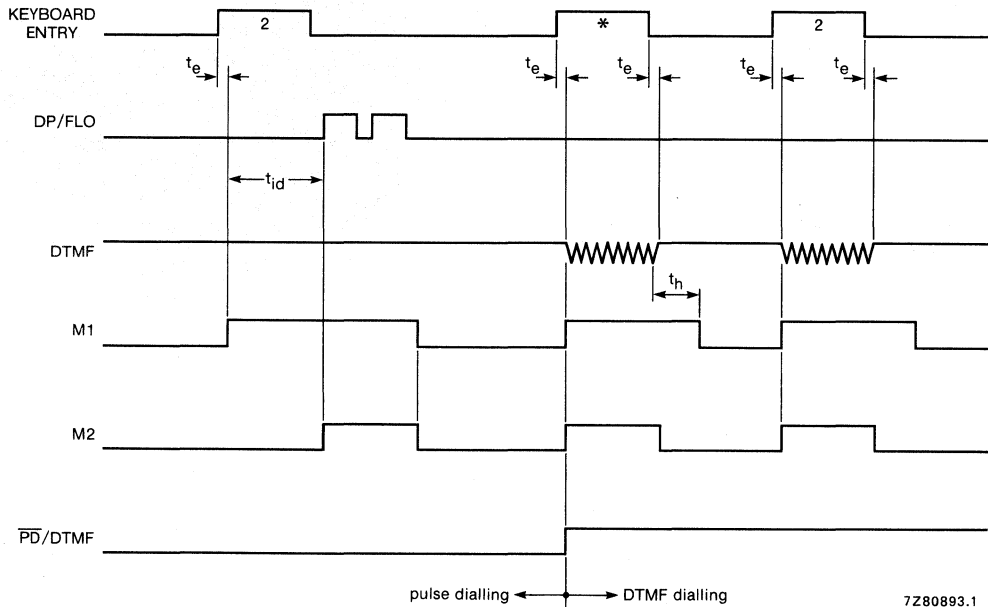 KEYBOARD
ENTRY
2
*
2
te
te
te
te
te
DP/FLO
tid
DTMF
th
M1
M2
PD/DTMF
pulse dialling
DTMF dialling
7Z80893.1